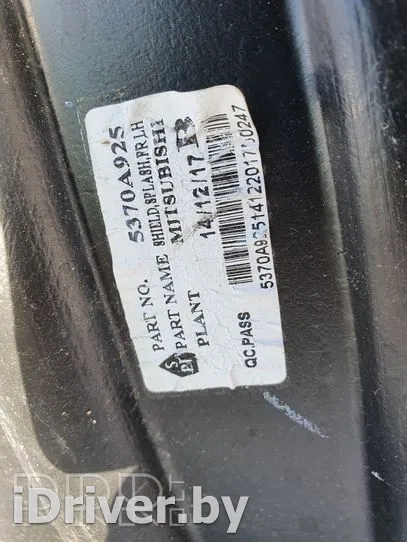 PART NO. 5370A925
PART NAME SHIELD,SPLASH,FR,LH
PLANT MITSUBISHI
14/12/17 B
5370A92514122017
0247
QC.PASS
iDriver.by